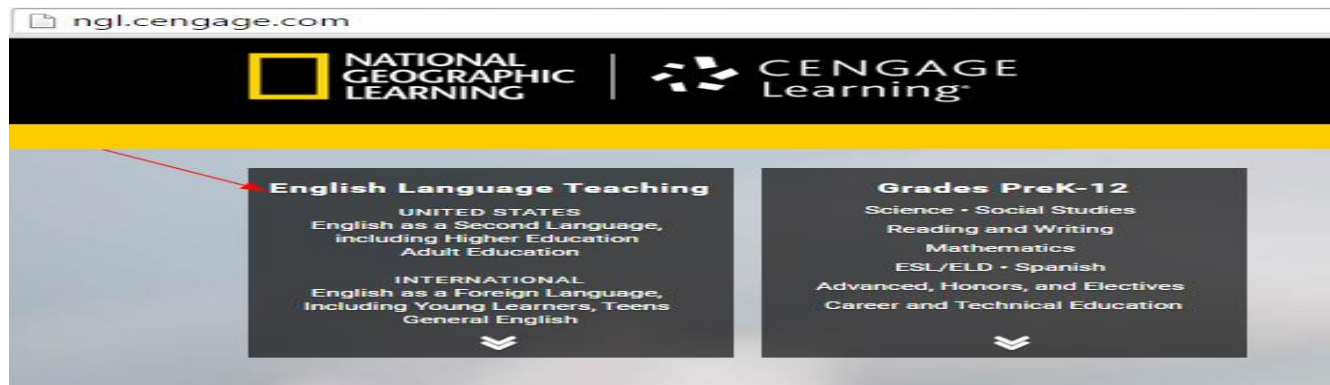 ngl.cengage.com
NATIONAL
GEOGRAPHIC
LEARNING
CENGAGE
Learning®
English Language Teaching
UNITED STATES
English as a Second Language,
including Higher Education
Adult Education
INTERNATIONAL
English as a Foreign Language,
Including Young Learners, Teens
General English
Grades PreK-12
Science • Social Studies
Reading and Writing
Mathematics
ESL/ELD • Spanish
Advanced, Honors, and Electives
Career and Technical Education